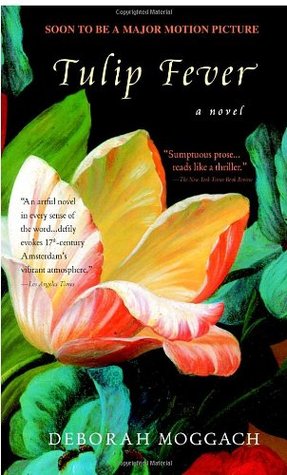 SOON TO BE A MAJOR MOTION PICTURE
Tulip Fever
a novel
"Sumptuous prose...
reads like a thriller."
—The New York Times Book Review
"An artful novel
in every sense of
the word...deftly
evokes 17th-century
Amsterdam's
vibrant atmosphere."
—Los Angeles Times
DEBORAH MOGGACH